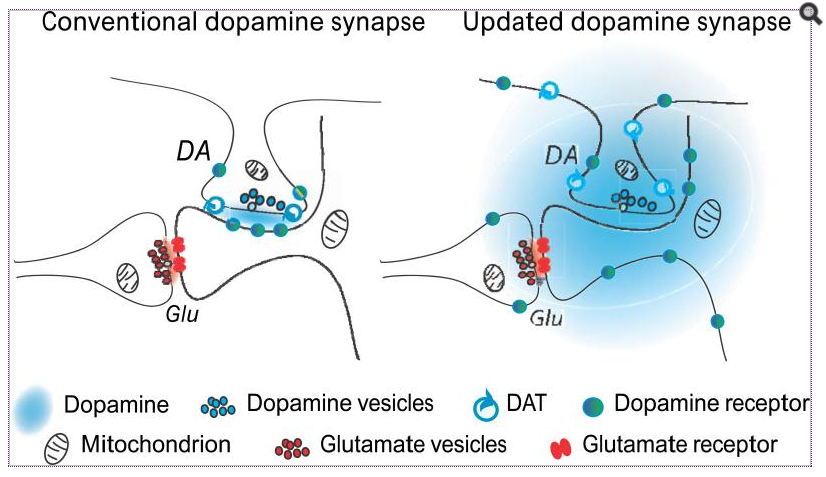 Conventional dopamine synapse
Updated dopamine synapse
DA
DA
Glu
Glu
Dopamine
Dopamine vesicles
DAT
Dopamine receptor
Mitochondrion
Glutamate vesicles
Glutamate receptor